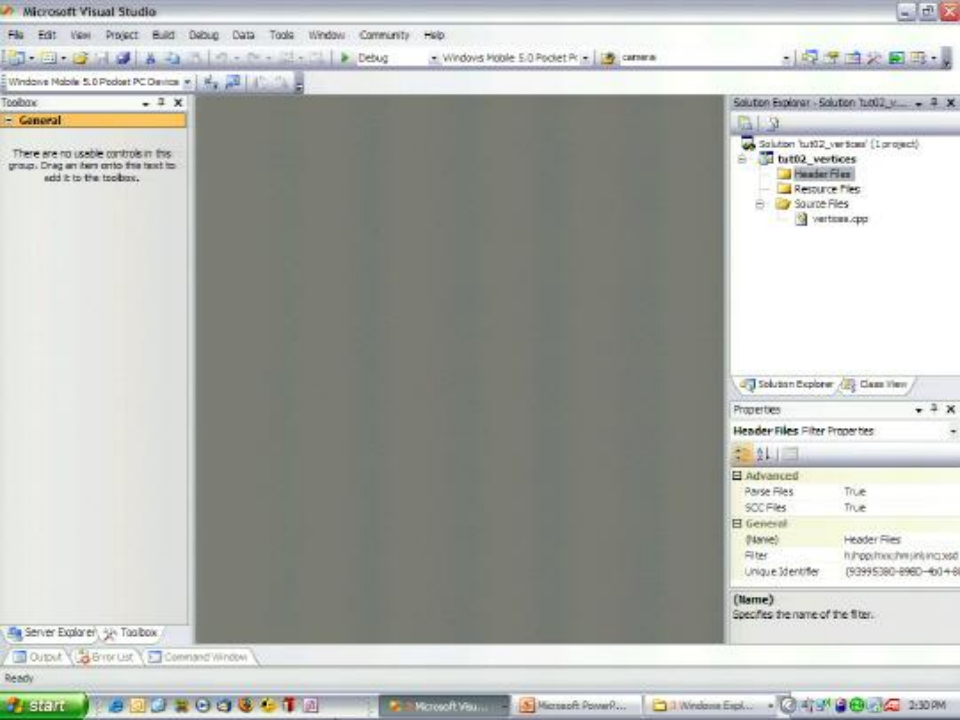 Microsoft Visual Studio
File Edit View Project Build Debug Data Tools Window Community Help
Debug Windows Mobile 5.0 Pocket PC camera
Windows Mobile 5.0 Pocket PC Device
Toolbox
General
There are no usable controls in this
group. Drag an item onto this text to
add it to the toolbox.
Solution Explorer - Solution 'tut02_v...
Solution 'tut02_vertices' (1 project)
tut02_vertices
Header Files
Resource Files
Source Files
vertices.cpp
Solution Explorer Class View
Properties
Header Files Filter Properties
Advanced
Parse Files True
SCC Files True
General
(Name) Header Files
Filter
Unique Identifier
(Name)
Specifies the name of the filter.
Server Explorer Toolbox
Output Error List Command Window
Ready
start Microsoft Visu... Microsoft PowerP... Windows Expl... 2:30 PM